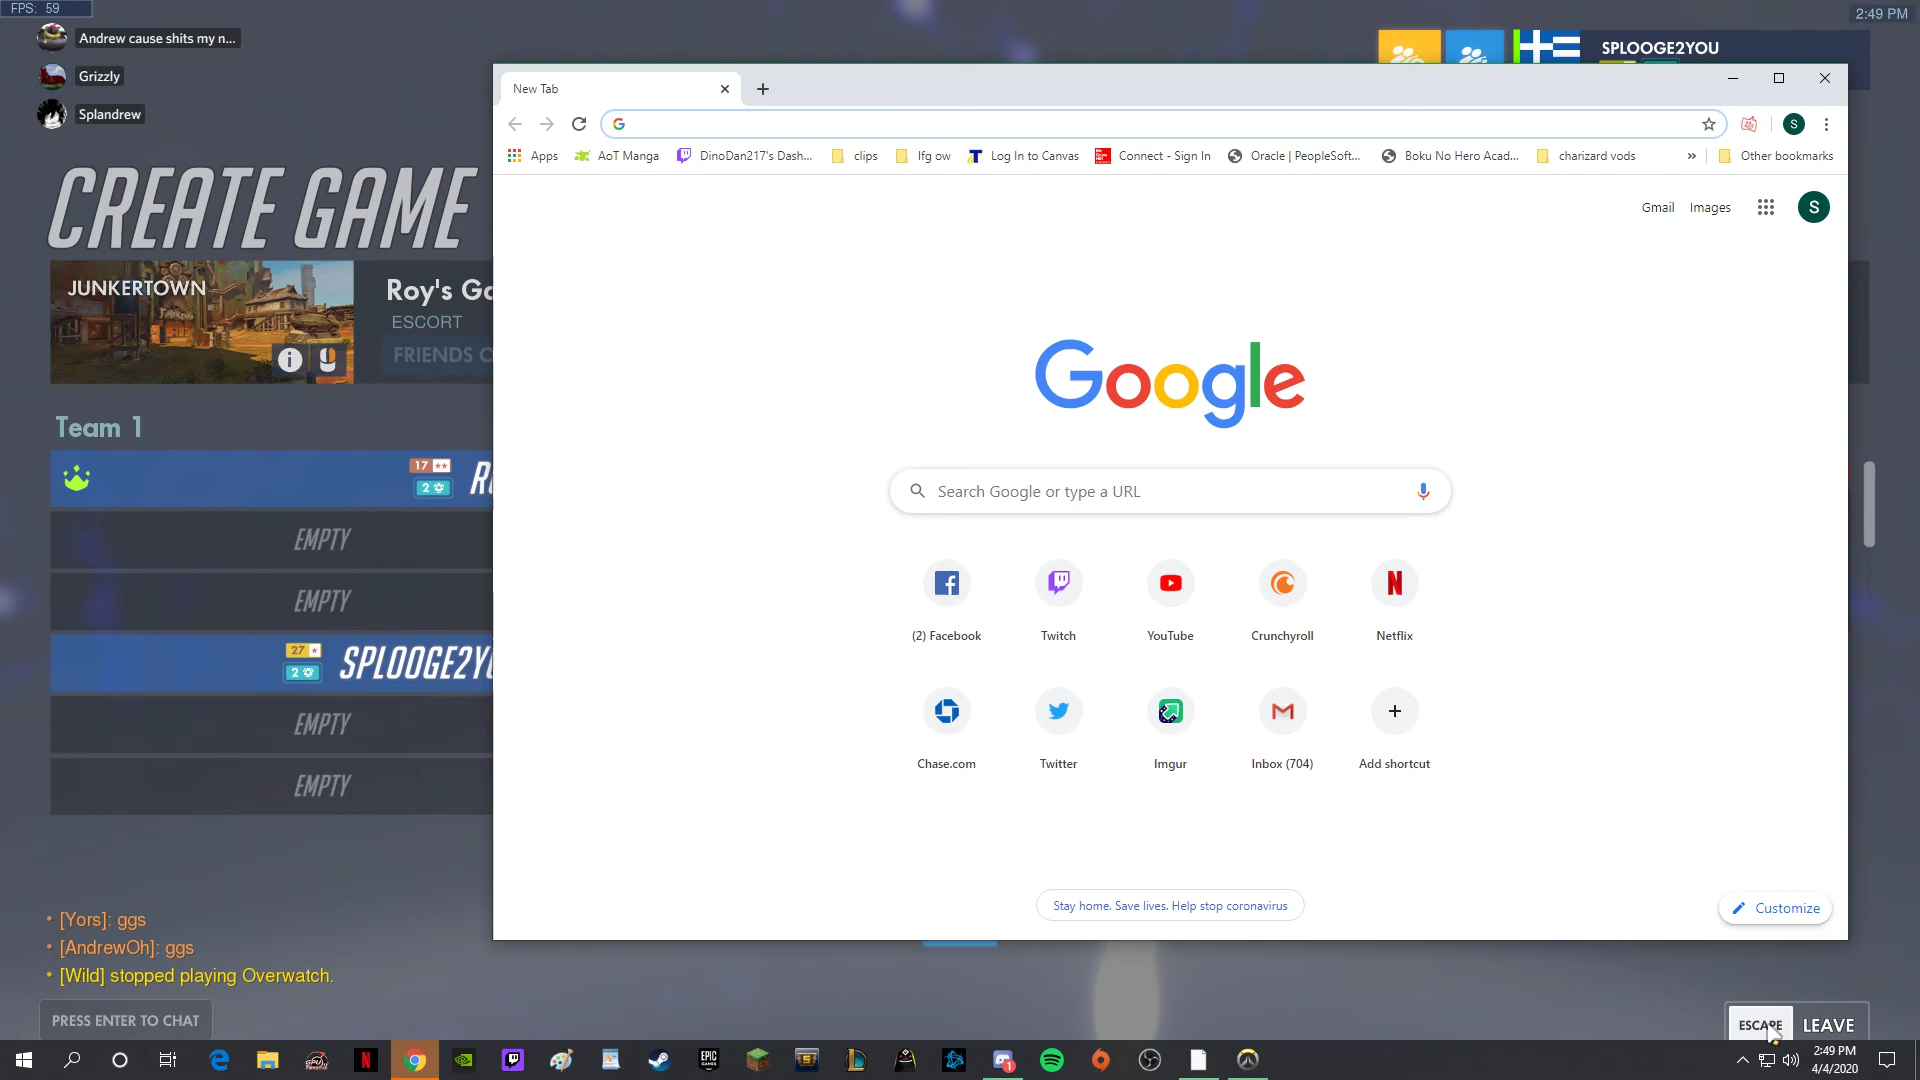 FPS: 59
2:49 PM
Andrew cause shits my n...
Grizzly
Splandrew
SPLOOGE2YOU
New Tab
Apps
AoT Manga
DinoDan217's Dash...
clips
lfg ow
Log In to Canvas
Connect - Sign In
Oracle | PeopleSoft...
Boku No Hero Acad...
charizard vods
»
Other bookmarks
Gmail
Images
S
CREATE GAME
JUNKERTOWN
Roy's Ga
ESCORT
FRIENDS
Google
Search Google or type a URL
Team 1
17
2
EMPTY
EMPTY
27
2
SPLOOGE2YO
EMPTY
EMPTY
(2) Facebook
Twitch
YouTube
Crunchyroll
Netflix
Chase.com
Twitter
Imgur
Inbox (704)
Add shortcut
Stay home. Save lives. Help stop coronavirus
Customize
[Yors]: ggs
[AndrewOh]: ggs
[Wild] stopped playing Overwatch.
PRESS ENTER TO CHAT
ESCAPE
LEAVE
2:49 PM
4/4/2020